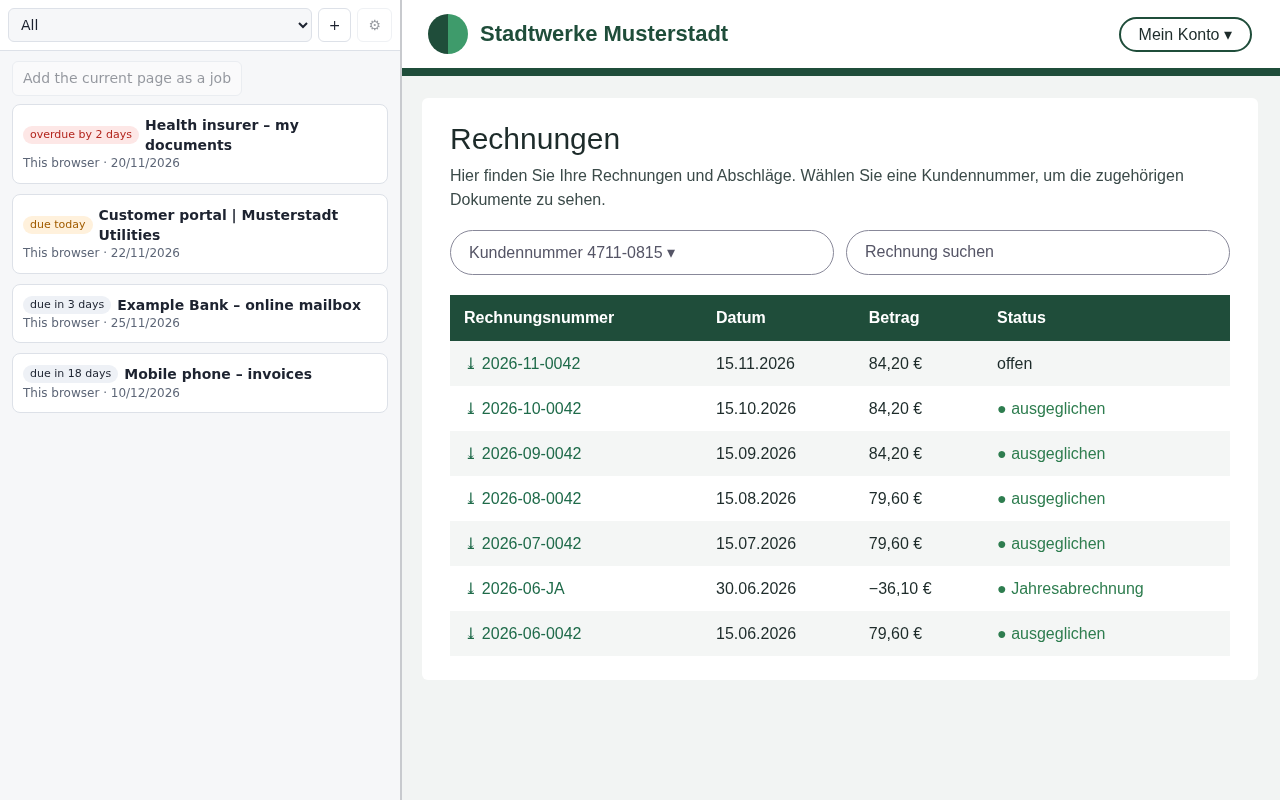 All
+
⚙
Add the current page as a job
overdue by 2 days Health insurer – my
documents
This browser · 20/11/2026
due today Customer portal | Musterstadt
Utilities
This browser · 22/11/2026
due in 3 days Example Bank – online mailbox
This browser · 25/11/2026
due in 18 days Mobile phone – invoices
This browser · 10/12/2026
Stadtwerke Musterstadt
Mein Konto ▾
Rechnungen
Hier finden Sie Ihre Rechnungen und Abschläge. Wählen Sie eine Kundennummer, um die zugehörigen
Dokumente zu sehen.
Kundennummer 4711-0815 ▾
Rechnung suchen
Rechnungsnummer Datum Betrag Status
⤓ 2026-11-0042 15.11.2026 84,20 € offen
⤓ 2026-10-0042 15.10.2026 84,20 € ● ausgeglichen
⤓ 2026-09-0042 15.09.2026 84,20 € ● ausgeglichen
⤓ 2026-08-0042 15.08.2026 79,60 € ● ausgeglichen
⤓ 2026-07-0042 15.07.2026 79,60 € ● ausgeglichen
⤓ 2026-06-JA 30.06.2026 −36,10 € ● Jahresabrechnung
⤓ 2026-06-0042 15.06.2026 79,60 € ● ausgeglichen